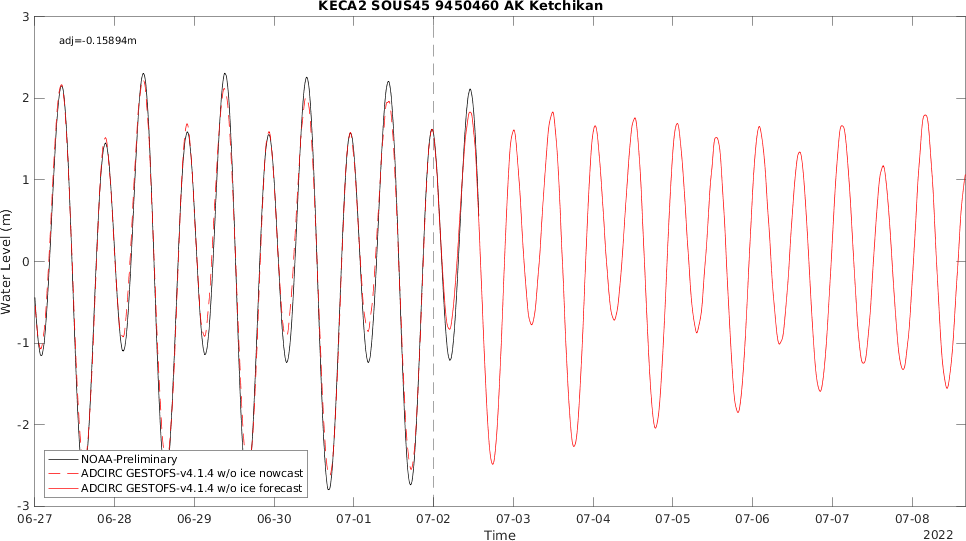 KECA2 SOUS45 9450460 AK Ketchikan
adj=-0.15894m
3
2
1
0
-1
-2
-3
Water Level (m)
NOAA-Preliminary
ADCIRC GESTOFS-v4.1.4 w/o ice nowcast
ADCIRC GESTOFS-v4.1.4 w/o ice forecast
06-27 06-28 06-29 06-30 07-01 07-02 07-03 07-04 07-05 07-06 07-07 07-08
Time
2022